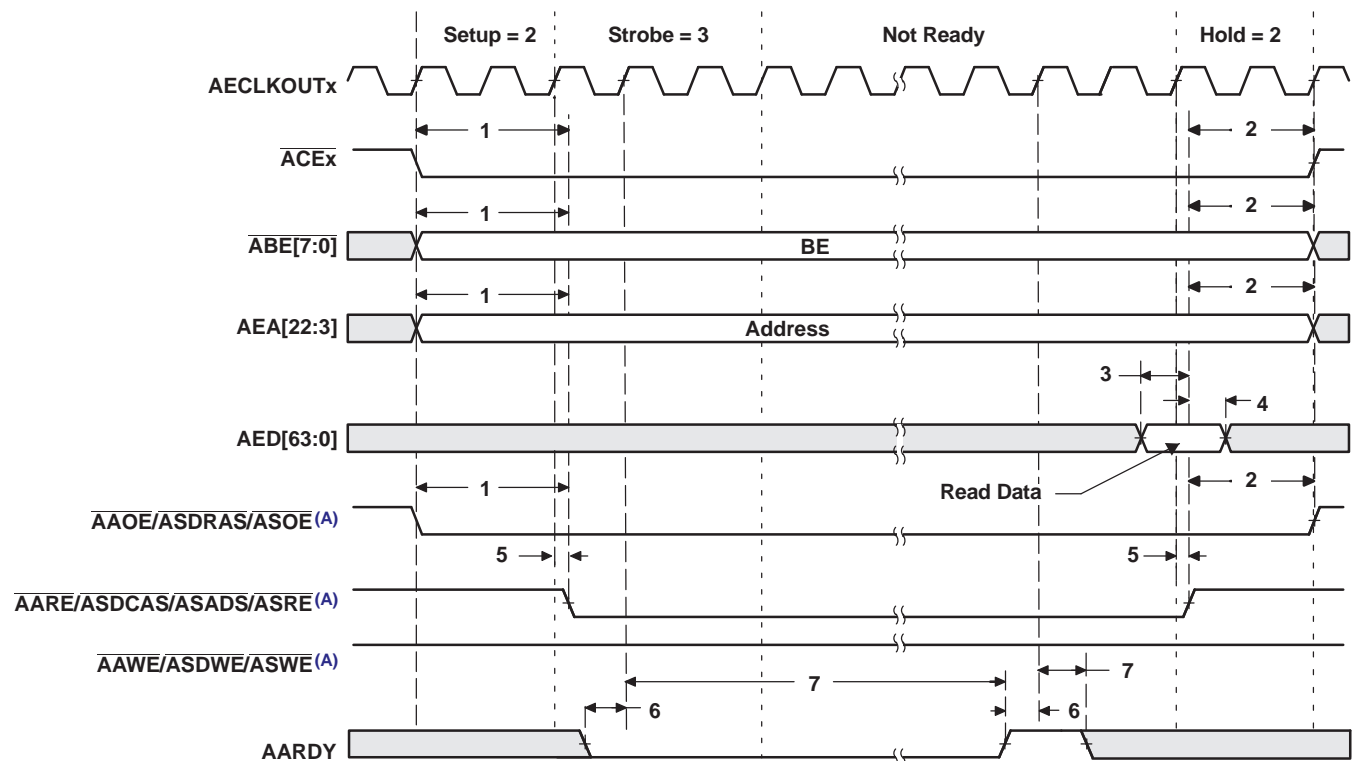 Setup = 2 Strobe = 3 Not Ready Hold = 2
AECLKOUTx
1 2
ACEx
1 2
ABE[7:0] BE
1 2
AEA[22:3] Address
3
4
AED[63:0]
1 Read Data 2
AAOE/ASDRAS/ASOE(A)
5 5
AARE/ASDCAS/ASADS/ASRE(A)
AAWE/ASDWE/ASWE(A)
7 7
6 6
AARDY